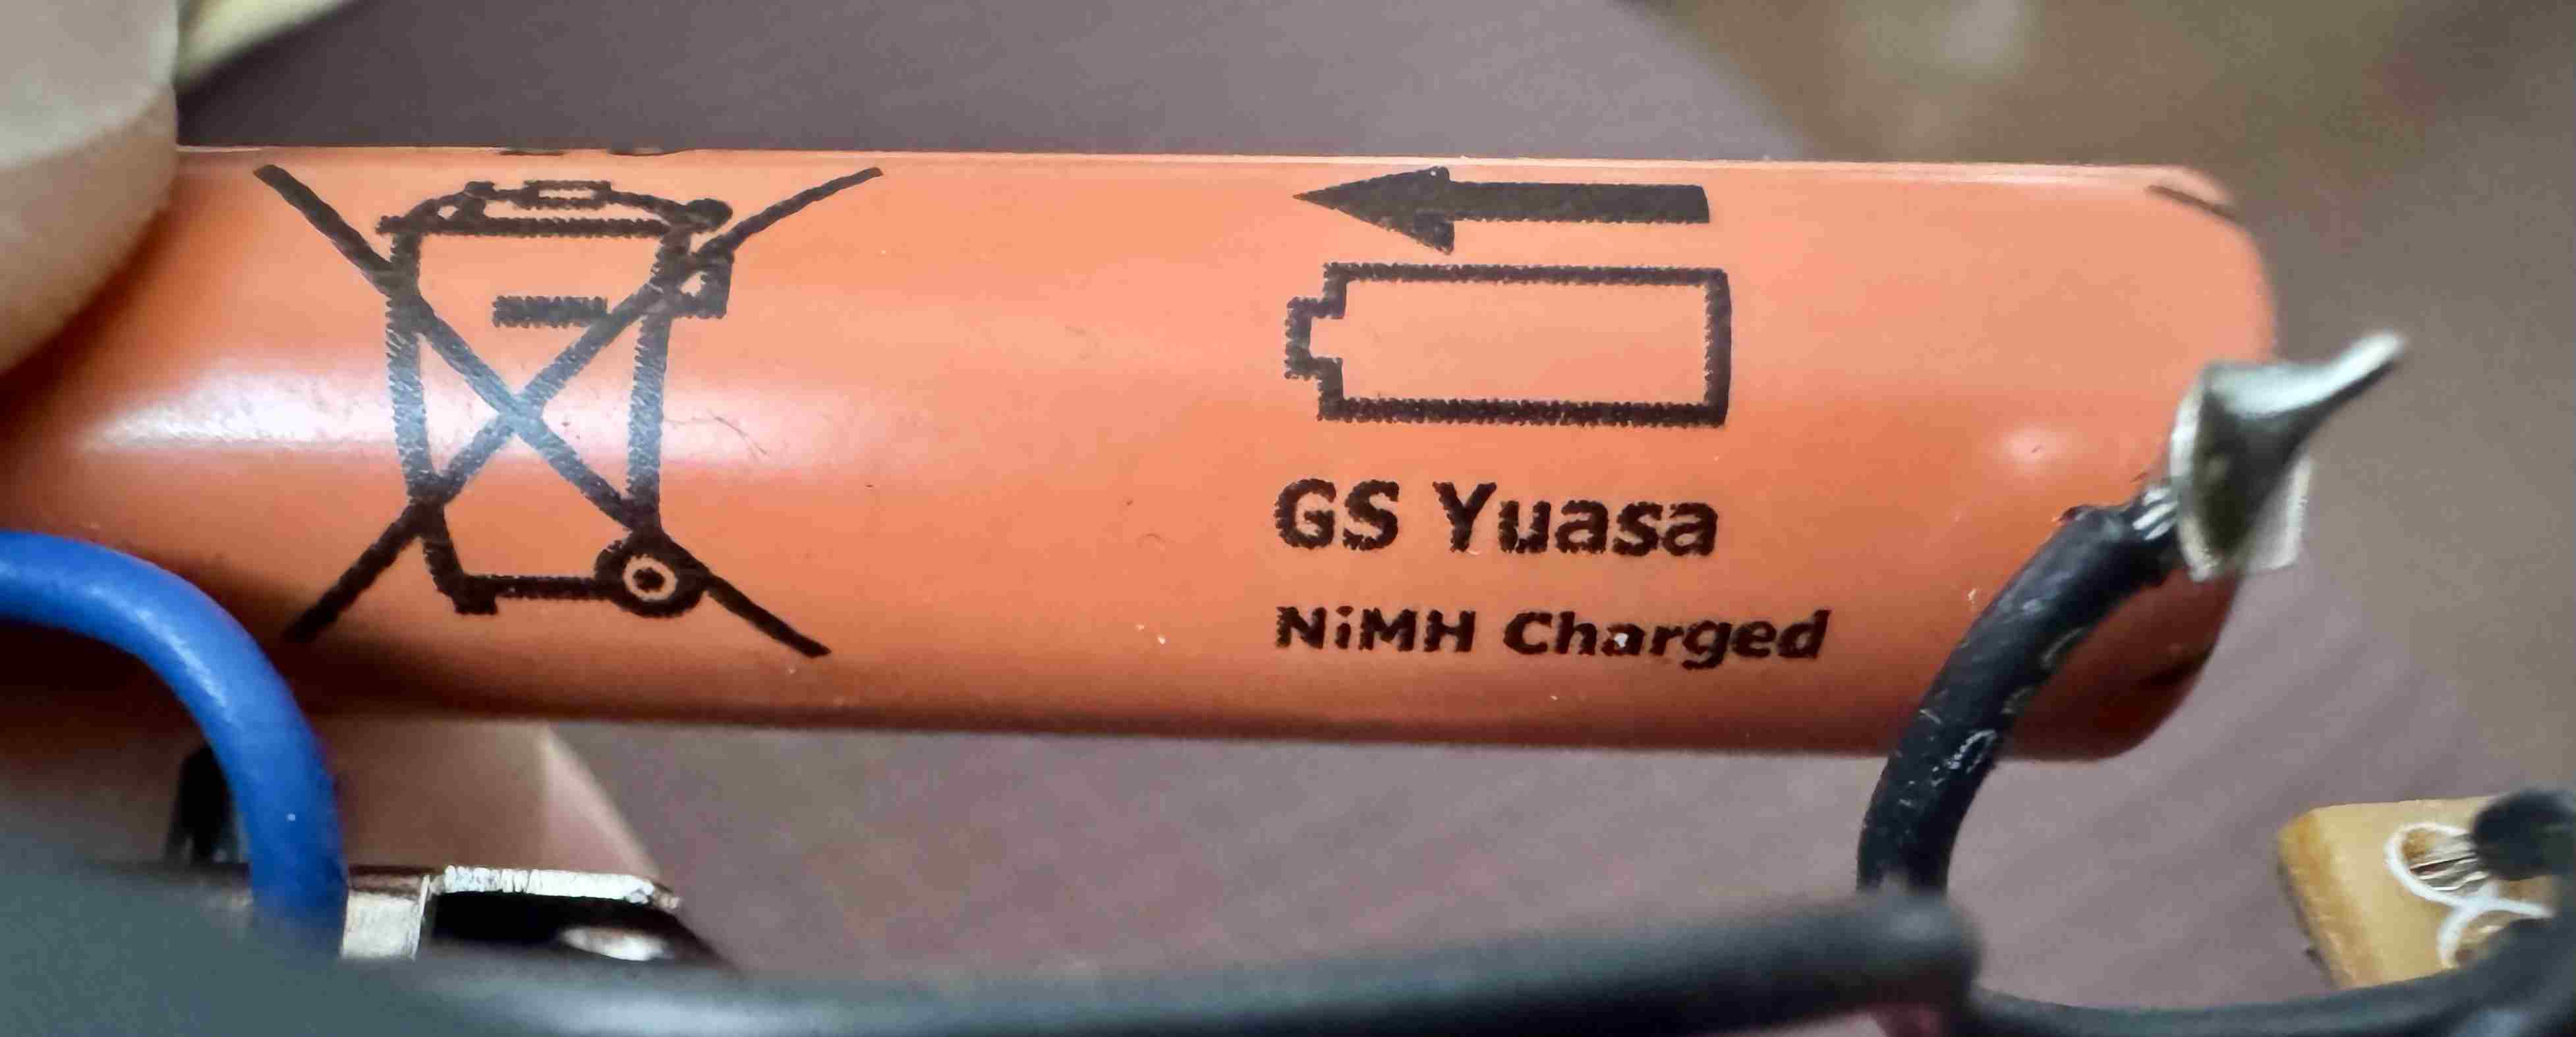 GS Yuasa
NiMH Charged